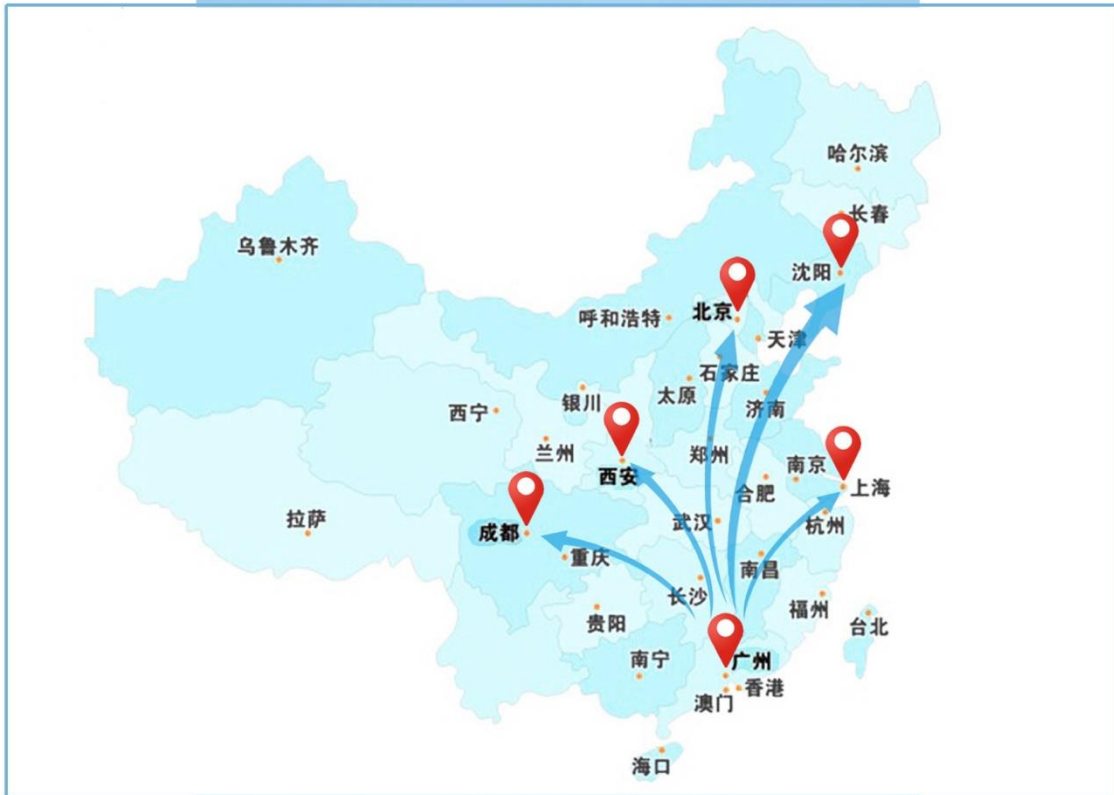 哈尔滨
长春
乌鲁木齐
沈阳
北京
呼和浩特
天津
石家庄
太原
银川
济南
西宁
兰州
郑州
南京
西安
上海
合肥
拉萨
武汉
杭州
成都
重庆
南昌
长沙
福州
贵阳
台北
南宁
广州
香港
澳门
海口